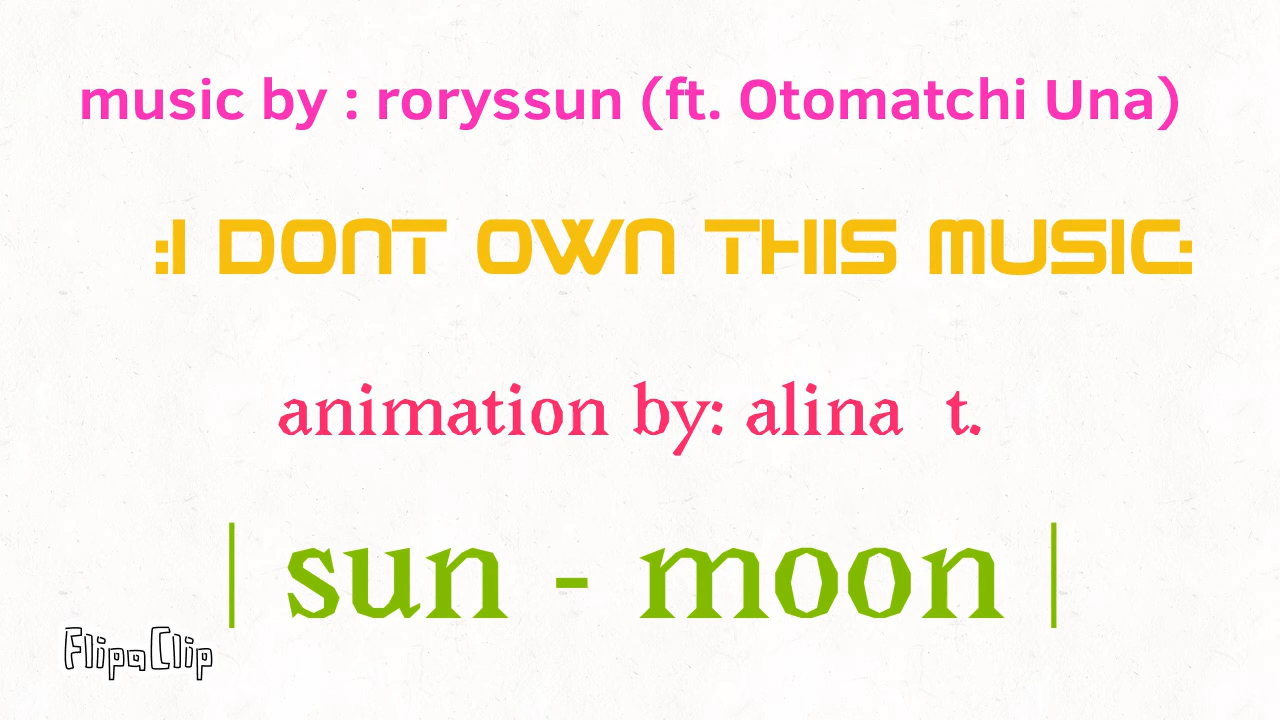 music by : roryssun (ft. Otomatchi Una)
:I DONT OWN THIS MUSIC:
animation by: alina t.
| sun - moon |
FlipaClip